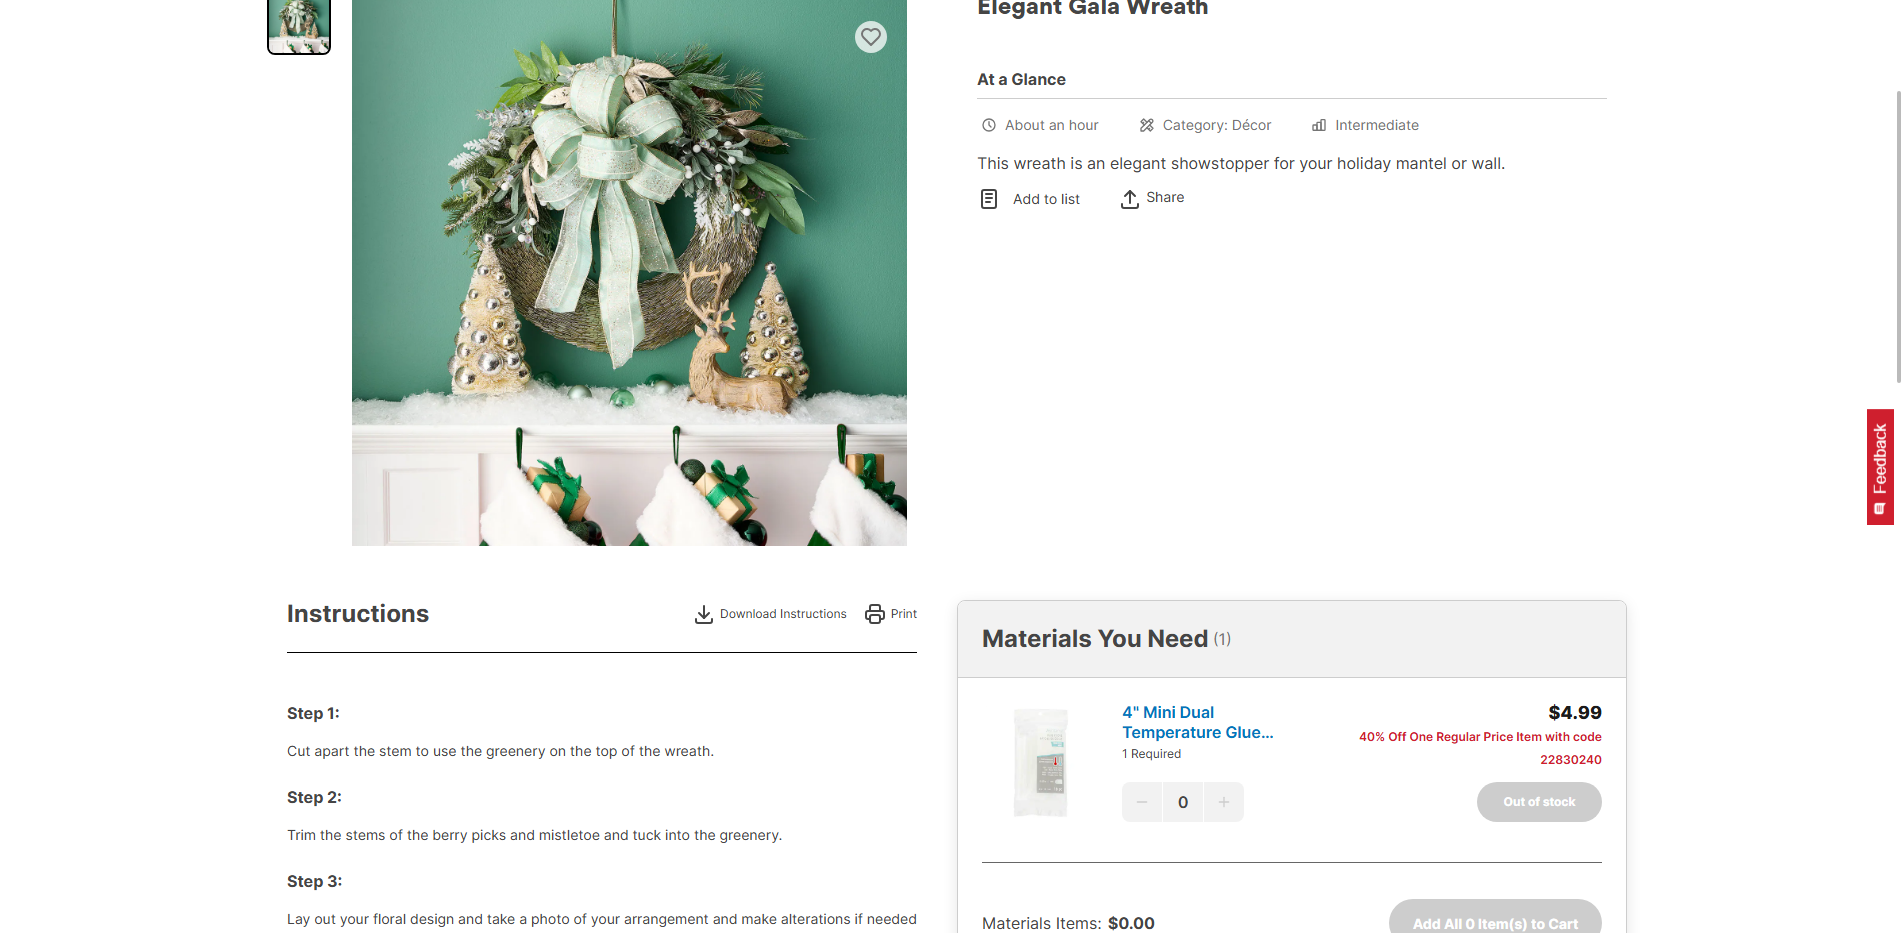 Elegant Gala Wreath
At a Glance
About an hour
Category: Décor
Intermediate
This wreath is an elegant showstopper for your holiday mantel or wall.
Add to list
Share
Feedback
Instructions
Download Instructions
Print
Step 1:
Cut apart the stem to use the greenery on the top of the wreath.
Step 2:
Trim the stems of the berry picks and mistletoe and tuck into the greenery.
Step 3:
Lay out your floral design and take a photo of your arrangement and make alterations if needed
Materials You Need (1)
4" Mini Dual
Temperature Glue...
1 Required
$4.99
40% Off One Regular Price Item with code
22830240
− 0 +
Out of stock
Materials Items: $0.00
Add All 0 Item(s) to Cart